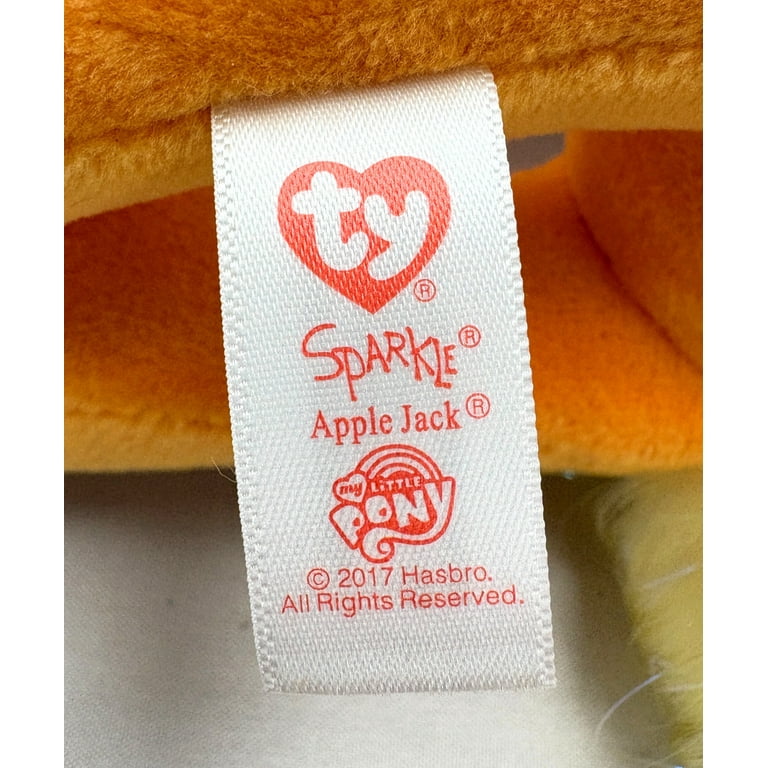 ty®
Sparkle®
Apple Jack®
my
LITTLE
PONY
© 2017 Hasbro.
All Rights Reserved.